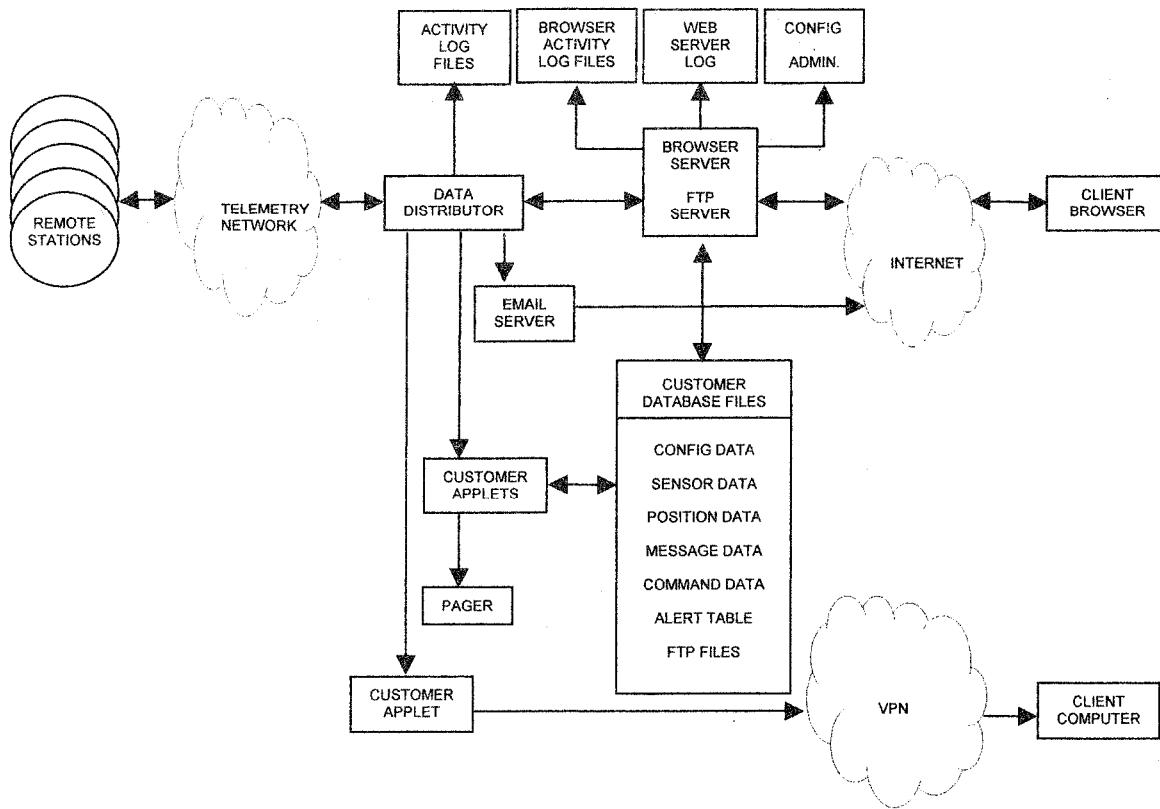 ACTIVITY
LOG
FILES
BROWSER
ACTIVITY
LOG FILES
WEB
SERVER
LOG
CONFIG
.
ADMIN.
REMOTE
STATIONS
TELEMETRY
NETWORK
DATA
DISTRIBUTOR
BROWSER
SERVER
FTP
SERVER
INTERNET
CLIENT
BROWSER
EMAIL
SERVER
CUSTOMER
DATABASE FILES
CONFIG DATA
SENSOR DATA
POSITION DATA
MESSAGE DATA
COMMAND DATA
ALERT TABLE
FTP FILES
CUSTOMER
APPLETS
PAGER
CUSTOMER
APPLET
VPN
CLIENT
COMPUTER